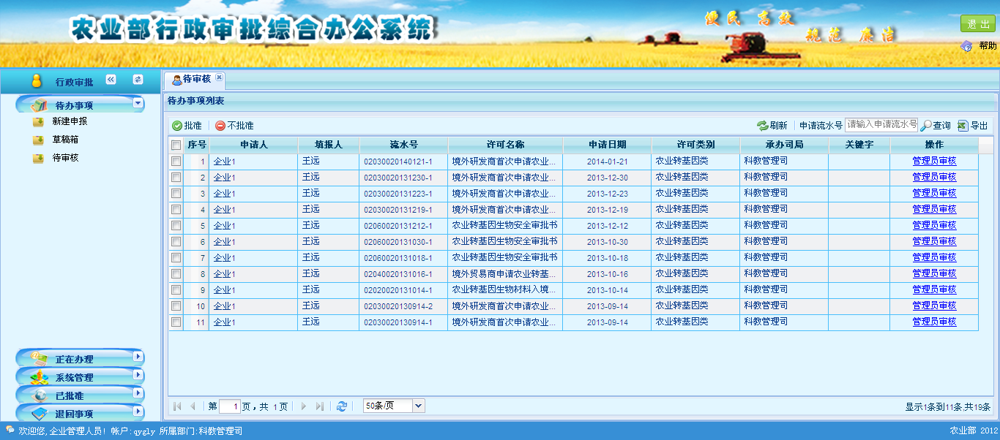 农业部行政审批综合办公系统
便民 高效
规范 廉洁
退出
帮助
行政审批
待办事项
新建申报
草稿箱
待审核
正在办理
系统管理
已批准
退回事项
待审核
待办事项列表
批准 不批准 刷新 申请流水号 请输入申请流水号 查询 导出
序号 申请人 填报人 流水号 许可名称 申请日期 许可类别 承办司局 关键字 操作
1 企业1 王远 02030020140121-1 境外研发商首次申请农业... 2014-01-21 农业转基因类 科教管理司 管理员审核
2 企业1 王远 02030020131230-1 境外研发商首次申请农业... 2013-12-30 农业转基因类 科教管理司 管理员审核
3 企业1 王远 02030020131223-1 境外研发商首次申请农业... 2013-12-23 农业转基因类 科教管理司 管理员审核
4 企业1 王远 02030020131219-1 境外研发商首次申请农业... 2013-12-19 农业转基因类 科教管理司 管理员审核
5 企业1 王远 02060020131212-1 农业转基因生物安全审批书 2013-12-12 农业转基因类 科教管理司 管理员审核
6 企业1 王远 02060020131030-1 农业转基因生物安全审批书 2013-10-30 农业转基因类 科教管理司 管理员审核
7 企业1 王远 02060020131018-1 农业转基因生物安全审批书 2013-10-18 农业转基因类 科教管理司 管理员审核
8 企业1 王远 02040020131016-1 境外贸易商申请农业转基... 2013-10-16 农业转基因类 科教管理司 管理员审核
9 企业1 王远 02020020131014-1 农业转基因生物材料入境... 2013-10-14 农业转基因类 科教管理司 管理员审核
10 企业1 王远 02030020130914-2 境外研发商首次申请农业... 2013-09-14 农业转基因类 科教管理司 管理员审核
11 企业1 王远 02030020130914-1 境外研发商首次申请农业... 2013-09-14 农业转基因类 科教管理司 管理员审核
第 1 页，共 1 页 50条/页 显示1条到11条,共19条
欢迎您,企业管理人员! 帐户:qygly 所属部门:科教管理司 农业部 2012